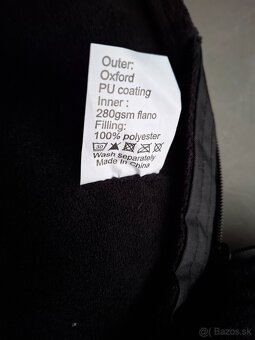 Outer:
Oxford
PU coating
Inner :
280gsm flano
Filling:
100% polyester
Wash separately
Made In China
Bazos.sk